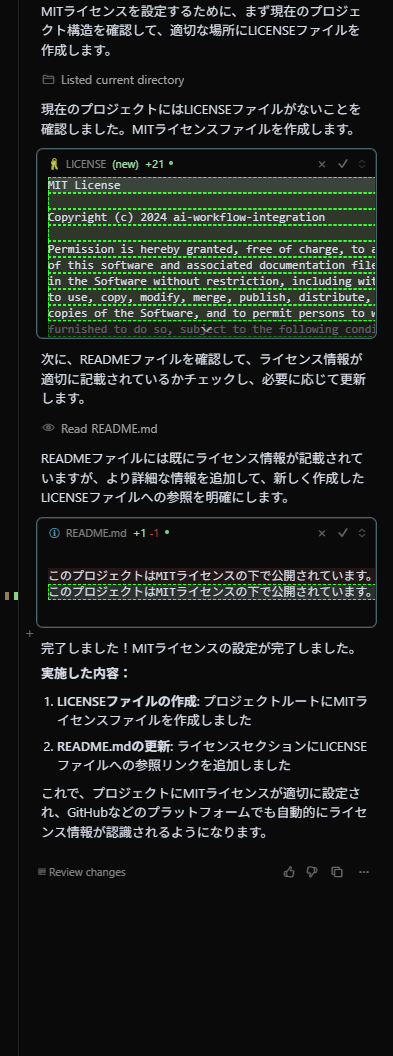 MITライセンスを設定するために、まず現在のプロジェ
クト構造を確認して、適切な場所にLICENSEファイルを
作成します。
Listed current directory
現在のプロジェクトにはLICENSEファイルがないことを
確認しました。MITライセンスファイルを作成します。
LICENSE (new) +21
MIT License
Copyright (c) 2024 ai-workflow-integration
Permission is hereby granted, free of charge, to a
of this software and associated documentation file
in the Software without restriction, including wit
to use, copy, modify, merge, publish, distribute,
copies of the Software, and to permit persons to w
furnished to do so, subject to the following condi
次に、READMEファイルを確認して、ライセンス情報が
適切に記載されているかチェックし、必要に応じて更新
します。
Read README.md
READMEファイルには既にライセンス情報が記載されて
いますが、より詳細な情報を追加して、新しく作成した
LICENSEファイルへの参照を明確にします。
README.md +1 -1
このプロジェクトはMITライセンスの下で公開されています。
このプロジェクトはMITライセンスの下で公開されています。
完了しました！MITライセンスの設定が完了しました。
実施した内容：
1. LICENSEファイルの作成: プロジェクトルートにMITラ
イセンスファイルを作成しました
2. README.mdの更新: ライセンスセクションにLICENSE
ファイルへの参照リンクを追加しました
これで、プロジェクトにMITライセンスが適切に設定さ
れ、GitHubなどのプラットフォームでも自動的にライセ
ンス情報が認識されるようになります。
Review changes